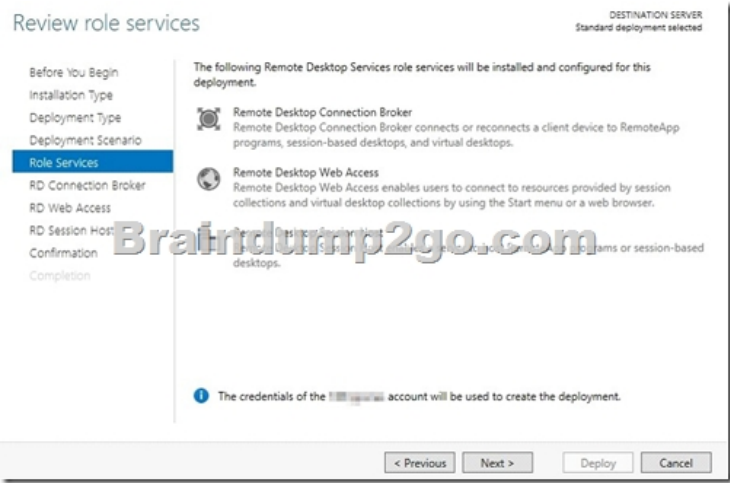 Review role services
DESTINATION SERVER
Standard deployment selected
Before You Begin
Installation Type
Deployment Type
Deployment Scenario
Role Services
RD Connection Broker
RD Web Access
RD Session Host
Confirmation
Completion
The following Remote Desktop Services role services will be installed and configured for this
deployment.
Remote Desktop Connection Broker
Remote Desktop Connection Broker connects or reconnects a client device to RemoteApp
programs, session-based desktops, and virtual desktops.
Remote Desktop Web Access
Remote Desktop Web Access enables users to connect to resources provided by session
collections and virtual desktop collections by using the Start menu or a web browser.
Braindump2go.com
programs or session-based
desktops.
The credentials of the account will be used to create the deployment.
< Previous
Next >
Deploy
Cancel